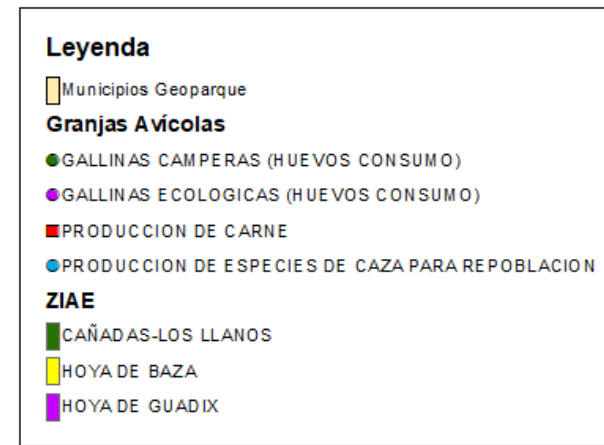 Leyenda
Municipios Geoparque
Granjas Avícolas
GALLINAS CAMPERAS (HUEVOS CONSUMO)
GALLINAS ECOLOGICAS (HUEVOS CONSUMO)
PRODUCCION DE CARNE
PRODUCCION DE ESPECIES DE CAZA PARA REPOBLACION
ZIAE
CAÑADAS-LOS LLANOS
HOYA DE BAZA
HOYA DE GUADIX